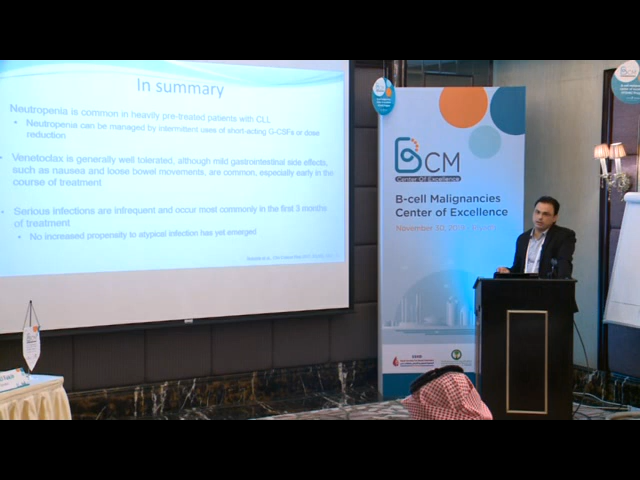 In summary
Neutropenia is common in heavily pre-treated patients with CLL
• Neutropenia can be managed by intermittent uses of short-acting G-CSFs or dose
reduction
• Venetoclax is generally well tolerated, although mild gastrointestinal side effects,
such as nausea and loose bowel movements, are common, especially early in the
course of treatment
• Serious infections are infrequent and occur most commonly in the first 3 months
of treatment
• No increased propensity to atypical infection has yet emerged
BCM
Center Of Excellence
B-cell Malignancies
Center of Excellence
November 30,